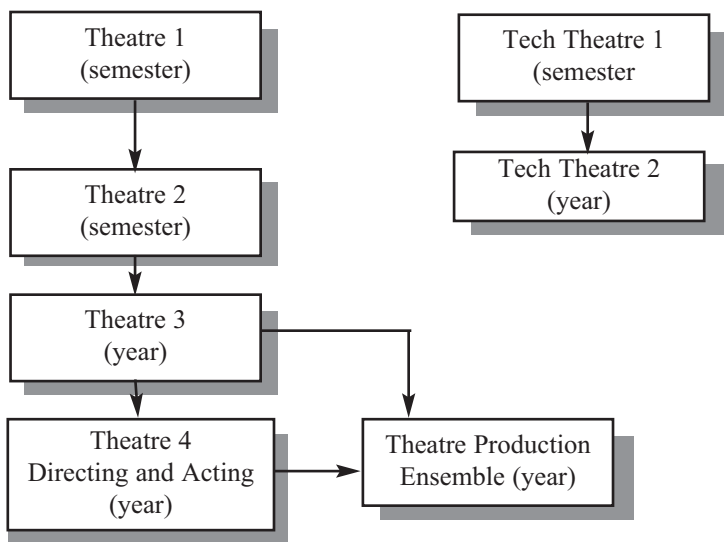 Theatre 1
(semester)
Tech Theatre 1
(semester
Theatre 2
(semester)
Tech Theatre 2
(year)
Theatre 3
(year)
Theatre 4
Directing and Acting
(year)
Theatre Production
Ensemble (year)